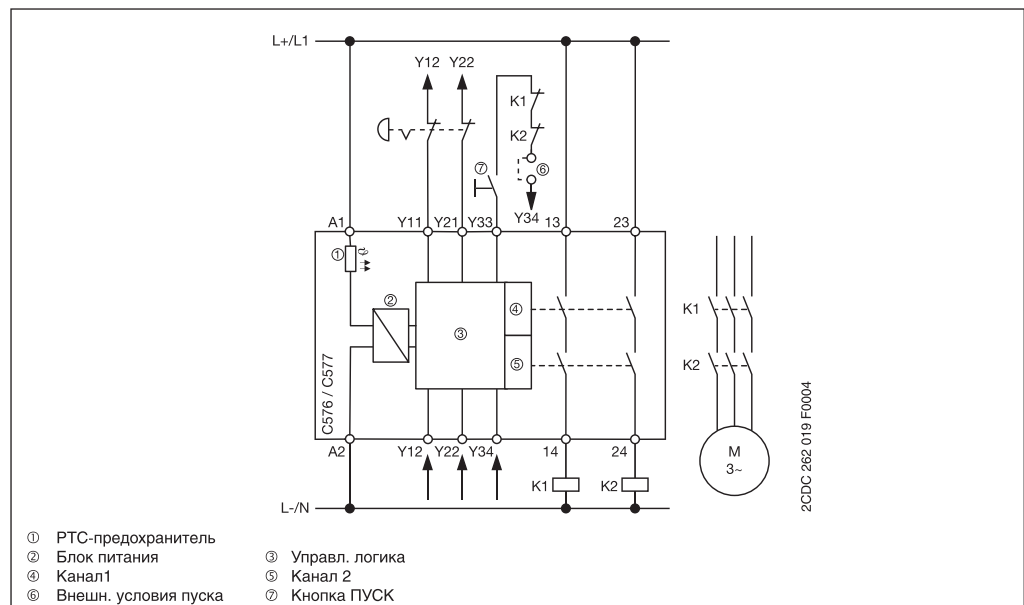 L+/L1
Y12 Y22
K1
K2
⑦
⑥
Y34
A1 Y11 Y21 Y33 13 23
①
ϑ
②
④
③
⑤
K1
K2
C576 / C577
A2 Y12 Y22 Y34 14 24
K1 K2
M
3~
L-/N
2CDC 262 019 F0004
① PTC-предохранитель
② Блок питания ③ Управл. логика
④ Канал1 ⑤ Канал 2
⑥ Внешн. условия пуска ⑦ Кнопка ПУСК